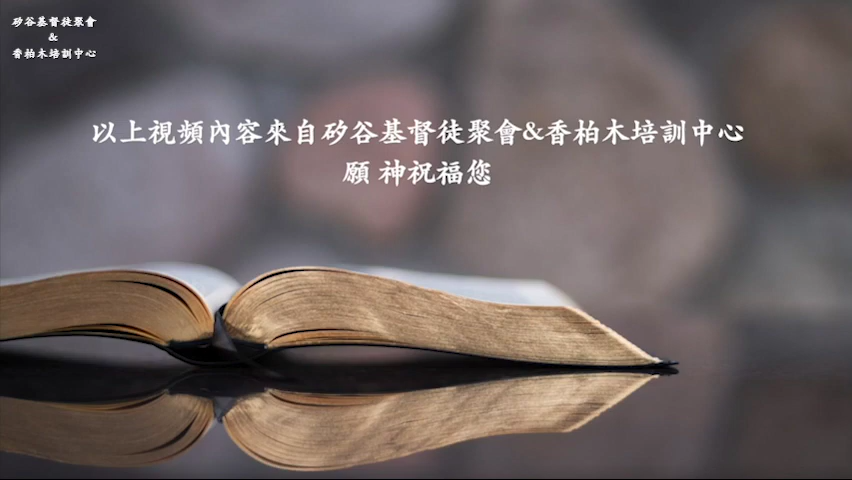 矽谷基督徒聚會
&
香柏木培訓中心
以上視頻內容來自矽谷基督徒聚會&香柏木培訓中心
願 神祝福您